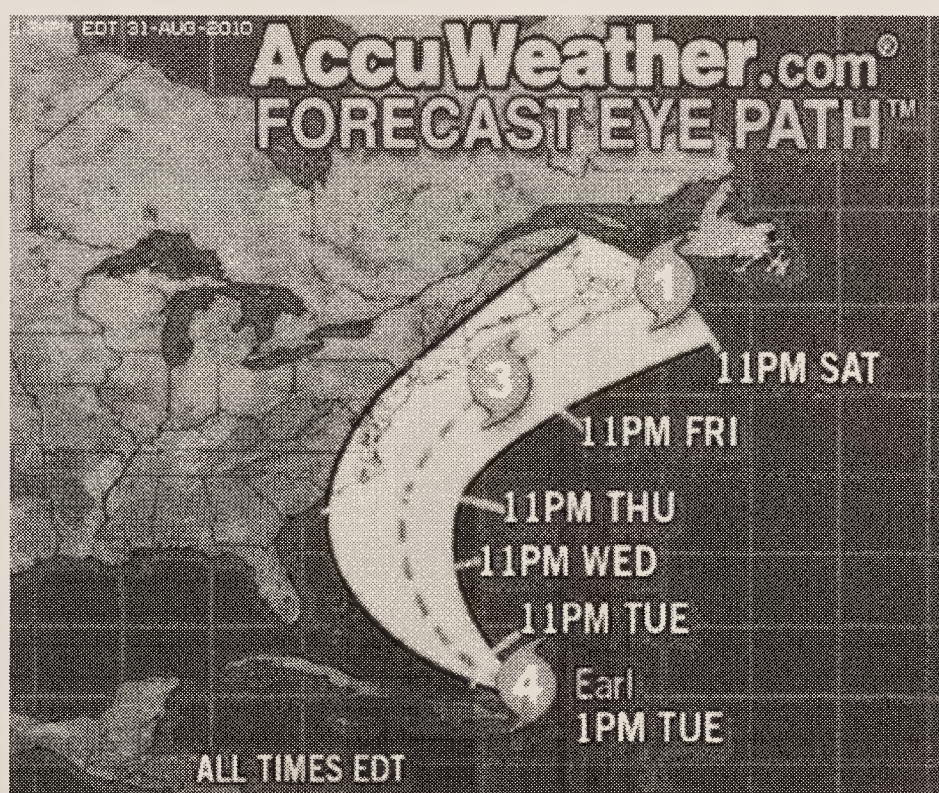 EDT 31-AUG-2010
AccuWeather.com®
FORECAST EYE PATH™
1
11PM SAT
3
11PM FRI
11PM THU
11PM WED
11PM TUE
4
Earl
1PM TUE
ALL TIMES EDT